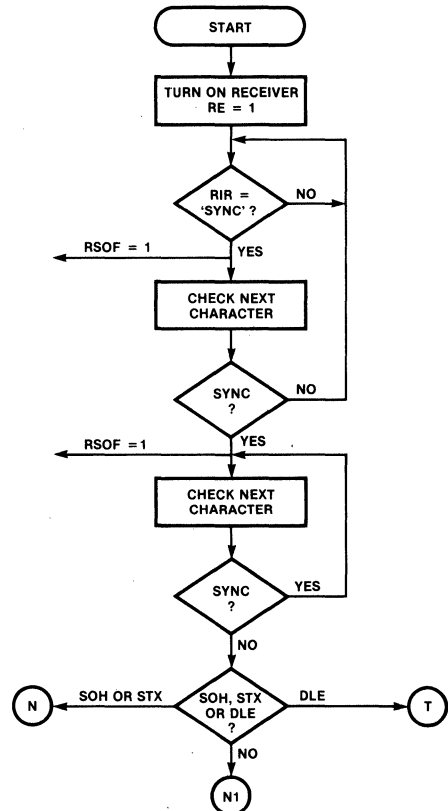 START
TURN ON RECEIVER
RE = 1
RIR =
'SYNC' ?
NO
YES
RSOF = 1
CHECK NEXT
CHARACTER
SYNC
?
NO
YES
RSOF =1
CHECK NEXT
CHARACTER
SYNC
?
YES
NO
N
SOH OR STX
SOH, STX
OR DLE
?
DLE
T
NO
N1